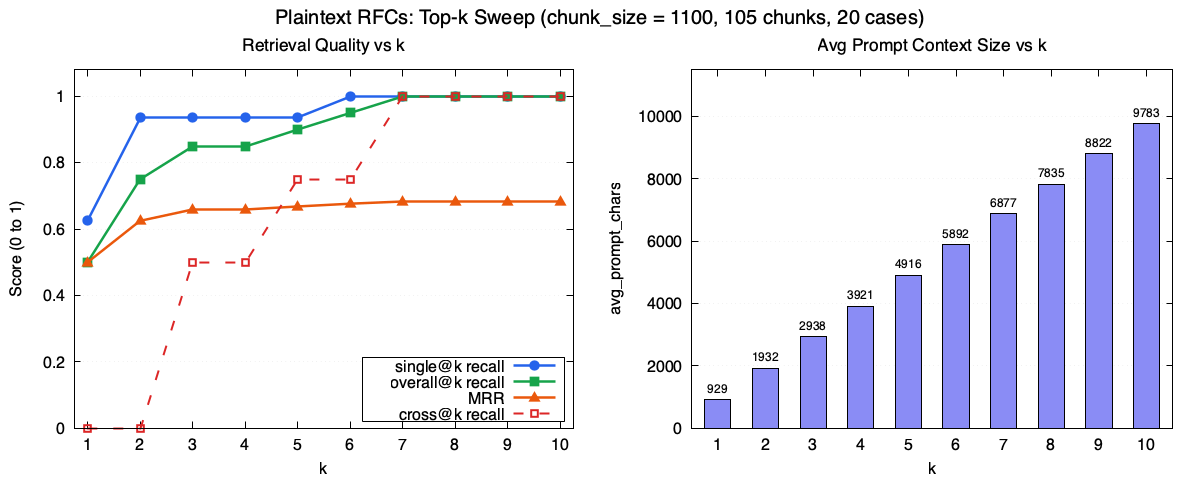 Plaintext RFCs: Top-k Sweep (chunk_size = 1100, 105 chunks, 20 cases)
Retrieval Quality vs k
Score (0 to 1)
1
0.8
0.6
0.4
0.2
0
single@k recall
overall@k recall
MRR
cross@k recall
1 2 3 4 5 6 7 8 9 10
k
Avg Prompt Context Size vs k
avg_prompt_chars
10000
8000
6000
4000
2000
0
929
1932
2938
3921
4916
5892
6877
7835
8822
9783
1 2 3 4 5 6 7 8 9 10
k